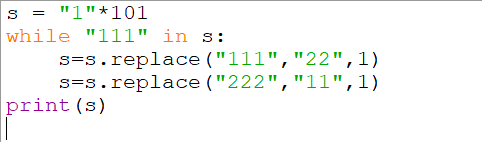 s = "1"*101
while "111" in s:
    s=s.replace("111","22",1)
    s=s.replace("222","11",1)
print(s)